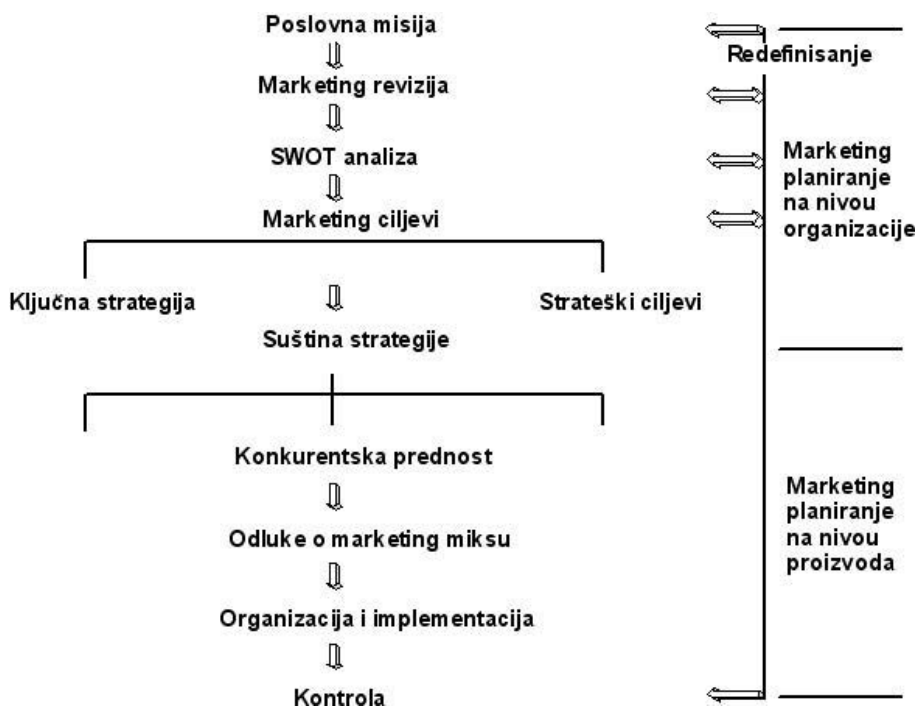 Poslovna misija
Redefinisanje
Marketing revizija
SWOT analiza
Marketing ciljevi
Marketing
planiranje
na nivou
organizacije
Ključna strategija
Strateški ciljevi
Suština strategije
Konkurentska prednost
Odluke o marketing miksu
Organizacija i implementacija
Kontrola
Marketing
planiranje
na nivou
proizvoda